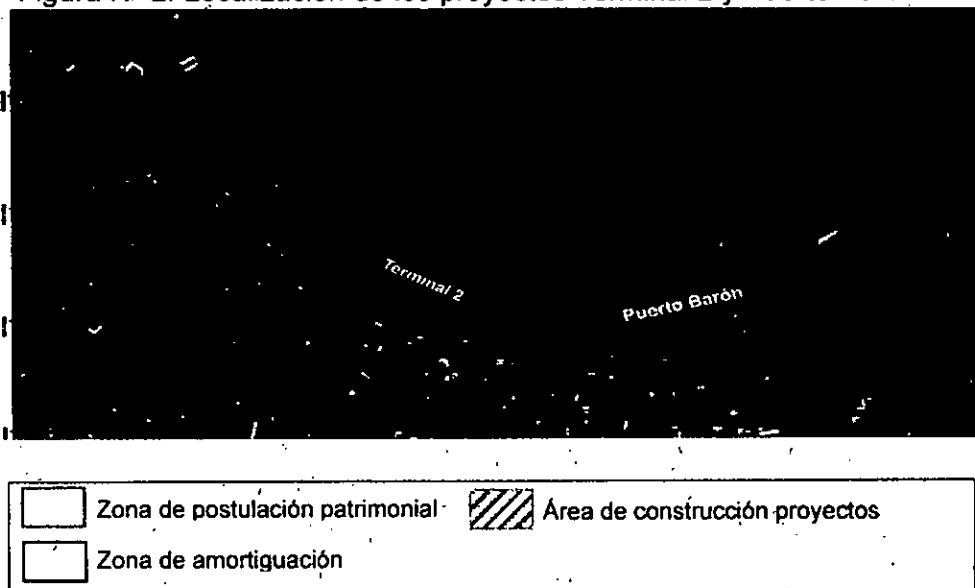 Terminal 2
Puerto Barón
Zona de postulación patrimonial
Área de construcción proyectos
Zona de amortiguación